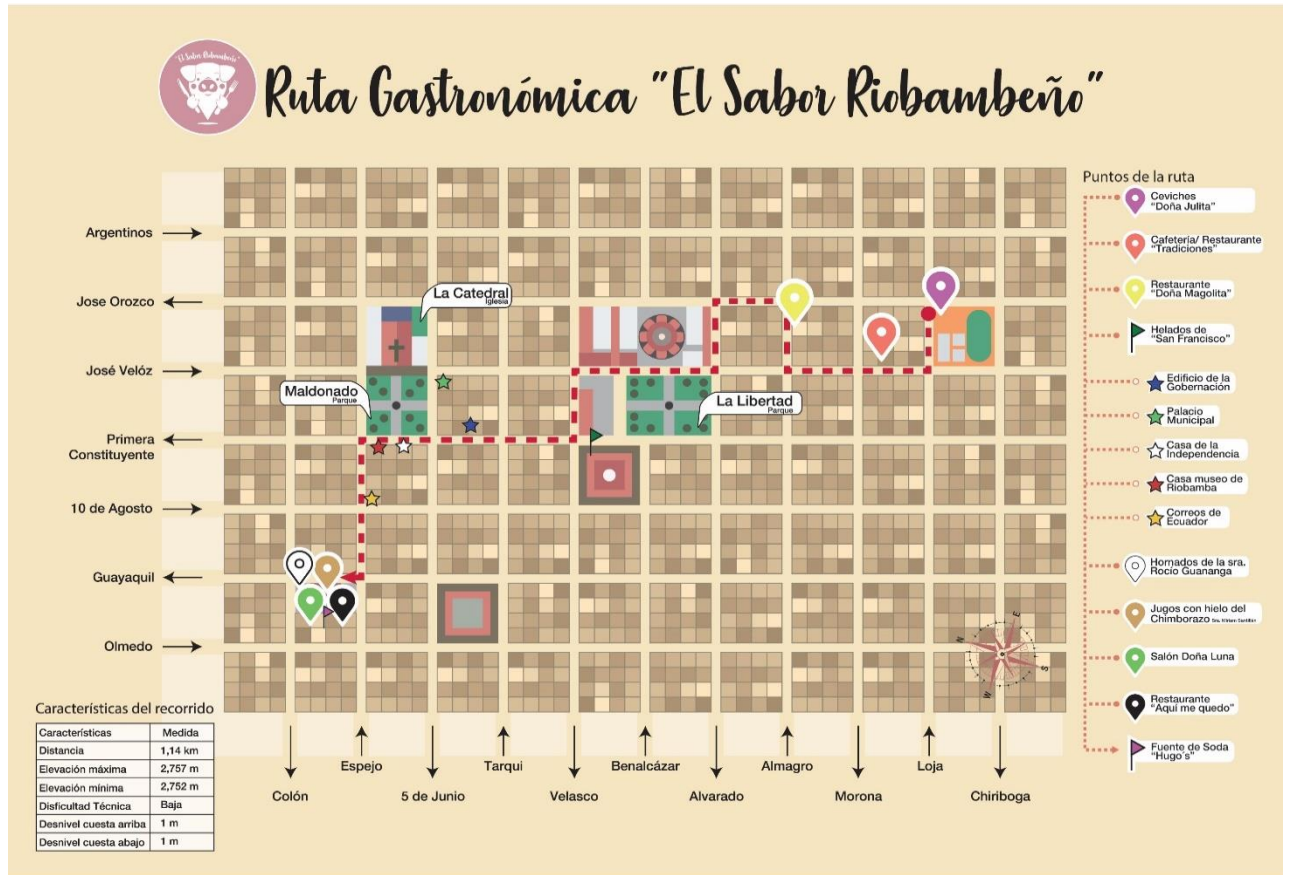 "El Sabor Riobambeño"
Ruta Gastronómica "El Sabor Riobambeño"
Puntos de la ruta
Ceviches
"Doña Julita"
Cafetería/ Restaurante
"Tradiciones"
Restaurante
"Doña Magolita"
Helados de
"San Francisco"
Edificio de la
Gobernación
Palacio
Municipal
Casa de la
Independencia
Casa museo de
Riobamba
Correos de
Ecuador
Hornados de la sra.
Rocío Guananga
Jugos con hielo del
Chimborazo
Salón Doña Luna
Restaurante
"Aquí me quedo"
Fuente de Soda
"Hugo´s"
Argentinos
Jose Orozco
José Velóz
Primera
Constituyente
10 de Agosto
Guayaquil
Olmedo
La Catedral
Iglesia
Maldonado
Parque
La Libertad
Parque
N
E
S
W
Espejo
Tarqui
Benalcázar
Almagro
Loja
Colón
5 de Junio
Velasco
Alvarado
Morona
Chiriboga
Características del recorrido
Características Medida
Distancia 1,14 km
Elevación máxima 2,757 m
Elevación mínima 2,752 m
Disficultad Técnica Baja
Desnivel cuesta arriba 1 m
Desnivel cuesta abajo 1 m